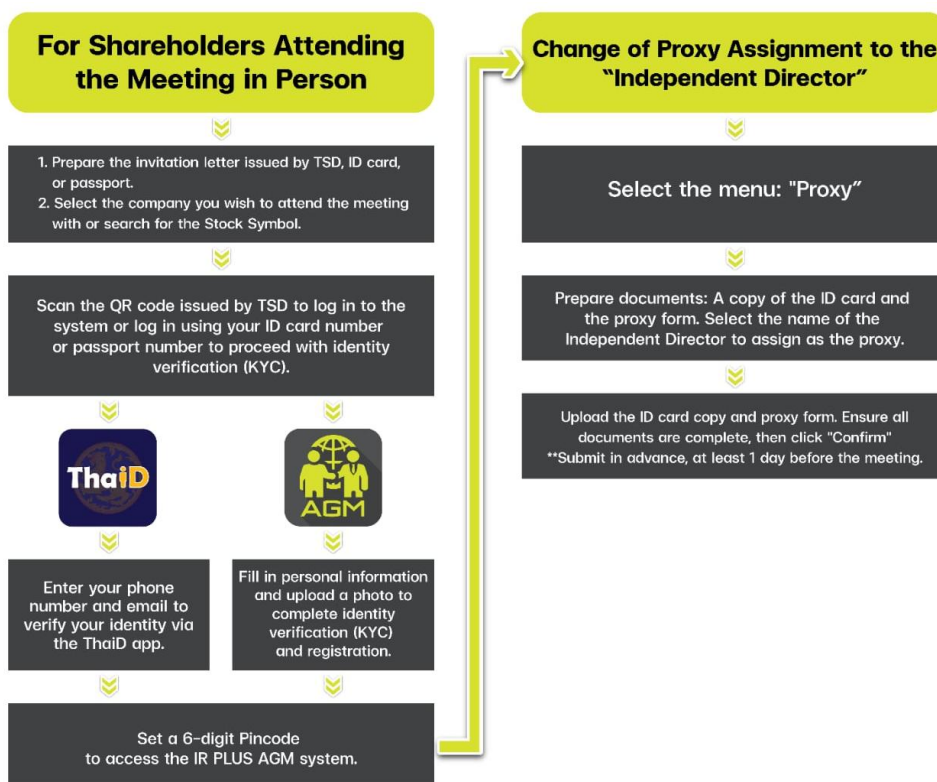 For Shareholders Attending
the Meeting in Person
1. Prepare the invitation letter issued by TSD, ID card,
or passport.
2. Select the company you wish to attend the meeting
with or search for the Stock Symbol.
Scan the QR code issued by TSD to log in to the
system or log in using your ID card number
or passport number to proceed with identity
verification (KYC).
ThaiD
Enter your phone
number and email to
verify your identity via
the ThaiD app.
AGM
Fill in personal information
and upload a photo to
complete identity
verification (KYC)
and registration.
Set a 6-digit Pincode
to access the IR PLUS AGM system.
Change of Proxy Assignment to the
“Independent Director”
Select the menu: "Proxy”
Prepare documents: A copy of the ID card and
the proxy form. Select the name of the
Independent Director to assign as the proxy.
Upload the ID card copy and proxy form. Ensure all
documents are complete, then click "Confirm"
**Submit in advance, at least 1 day before the meeting.